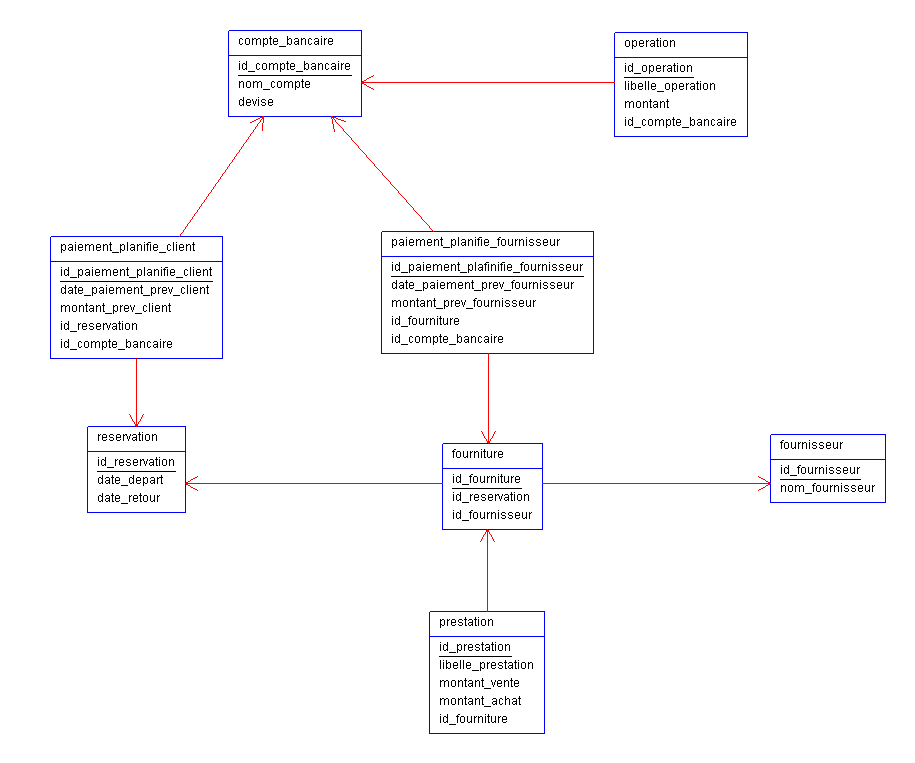 compte_bancaire
id_compte_bancaire
nom_compte
devise
operation
id_operation
libelle_operation
montant
id_compte_bancaire
paiement_planifie_client
id_paiement_planifie_client
date_paiement_prev_client
montant_prev_client
id_reservation
id_compte_bancaire
paiement_planifie_fournisseur
id_paiement_plafinifie_fournisseur
date_paiement_prev_fournisseur
montant_prev_fournisseur
id_fourniture
id_compte_bancaire
reservation
id_reservation
date_depart
date_retour
fourniture
id_fourniture
id_reservation
id_fournisseur
fournisseur
id_fournisseur
nom_fournisseur
prestation
id_prestation
libelle_prestation
montant_vente
montant_achat
id_fourniture